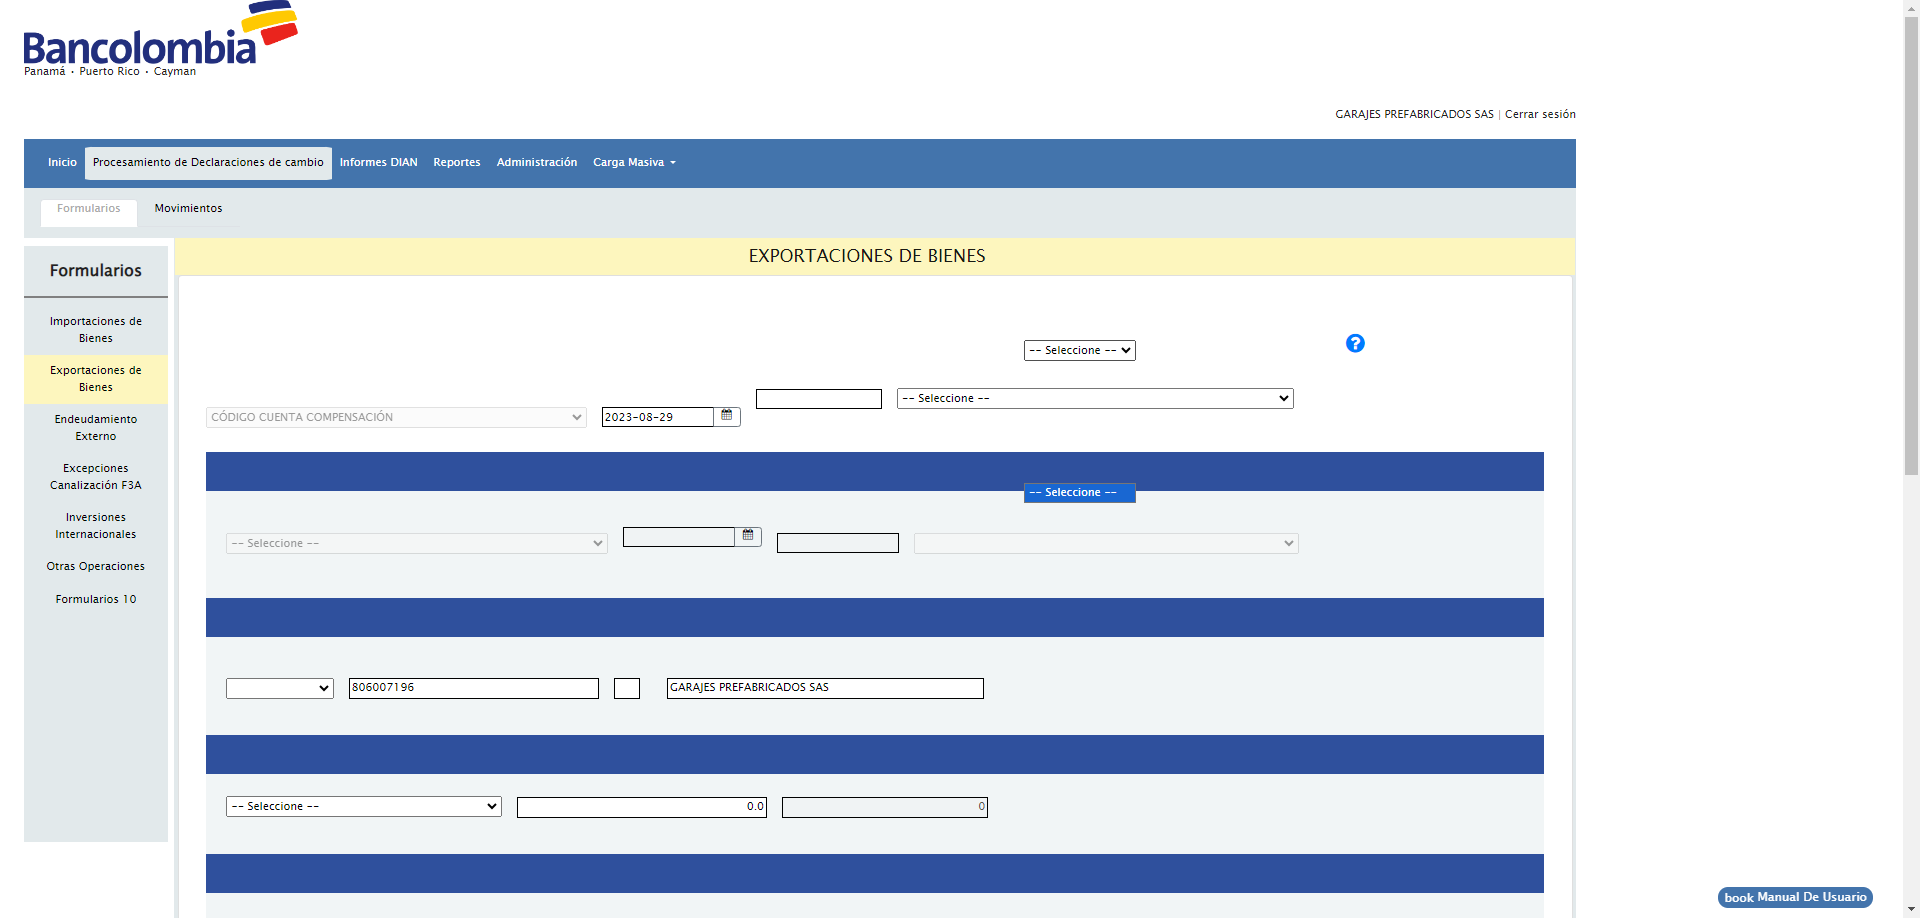 Bancolombia
Panamá · Puerto Rico · Cayman
GARAJES PREFABRICADOS SAS | Cerrar sesión
Inicio Procesamiento de Declaraciones de cambio Informes DIAN Reportes Administración Carga Masiva
Formularios Movimientos
Formularios
Importaciones de
Bienes
Exportaciones de
Bienes
Endeudamiento
Externo
Excepciones
Canalización F3A
Inversiones
Internacionales
Otras Operaciones
Formularios 10
EXPORTACIONES DE BIENES
-- Seleccione --
?
CÓDIGO CUENTA COMPENSACIÓN 2023-08-29 -- Seleccione --
-- Seleccione --
-- Seleccione --
806007196 GARAJES PREFABRICADOS SAS
-- Seleccione -- 0.0 0
book Manual De Usuario